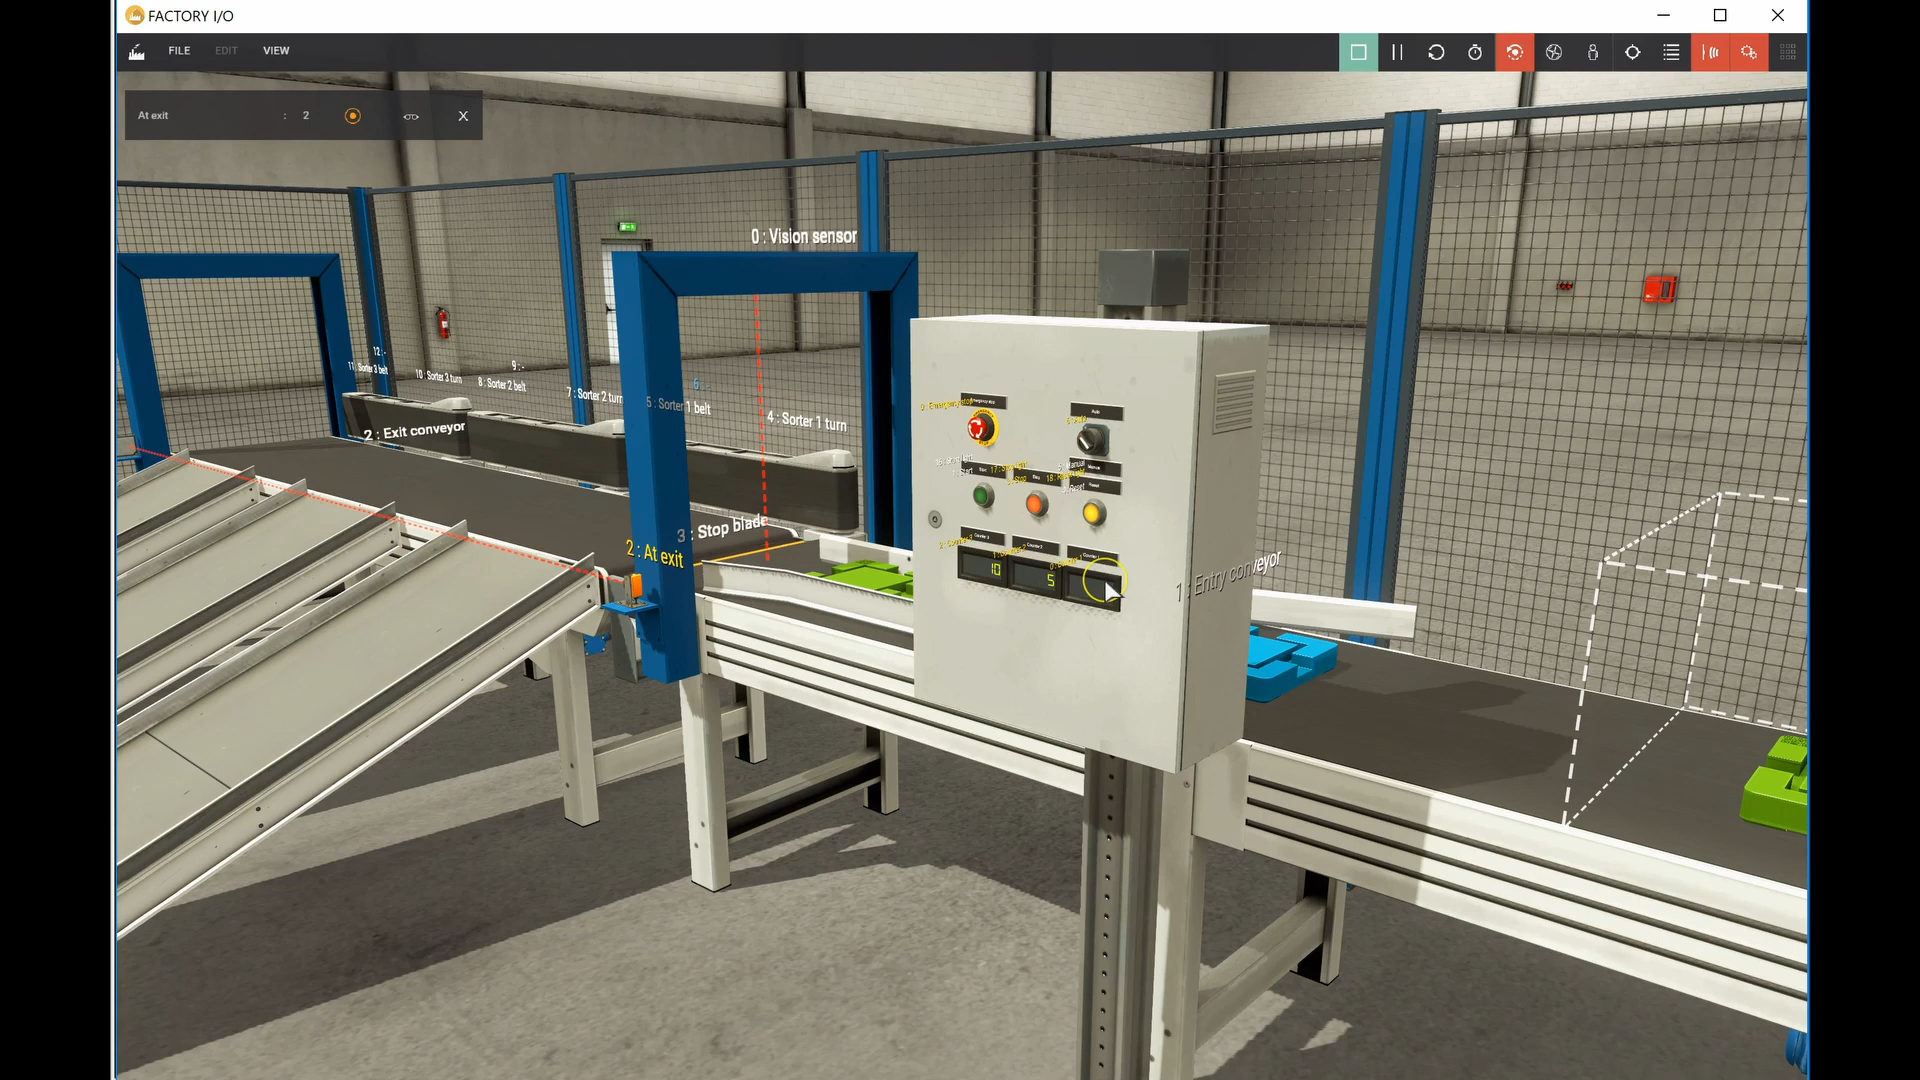 FACTORY I/O
FILE EDIT VIEW
At exit : 2 X
0 : Vision sensor
12 : -
11 : Sorter 3 belt
10 : Sorter 3 turn
9 : -
8 : Sorter 2 belt
7 : Sorter 2 turn
6 : -
5 : Sorter 1 belt
4 : Sorter 1 turn
2 : Exit conveyor
3 : Stop blade
2 : At exit
1 : Entry conveyor
Auto
Manual
10
5